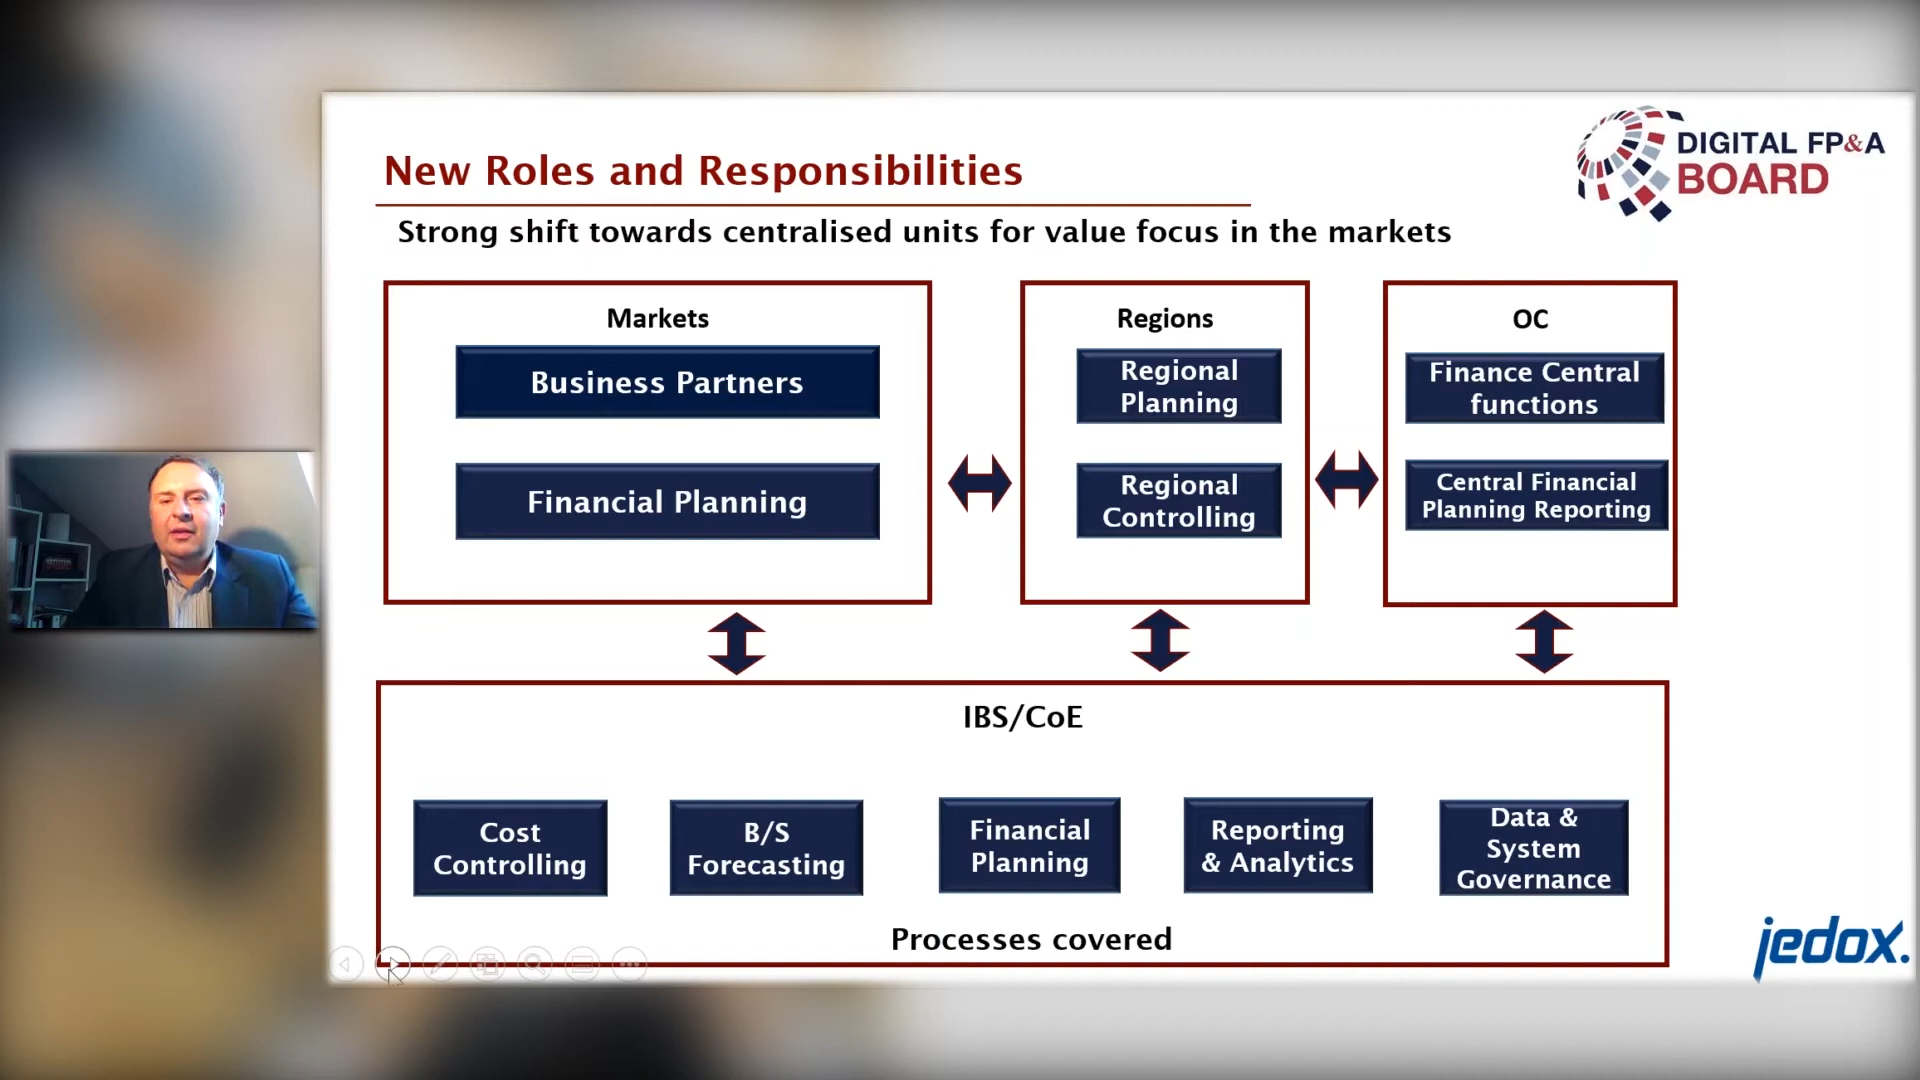 DIGITAL FP&A
BOARD
New Roles and Responsibilities
Strong shift towards centralised units for value focus in the markets
Markets
Business Partners
Financial Planning
Regions
Regional
Planning
Regional
Controlling
OC
Finance Central
functions
Central Financial
Planning Reporting
IBS/CoE
Cost
Controlling
B/S
Forecasting
Financial
Planning
Reporting
& Analytics
Data &
System
Governance
Processes covered
jedox.